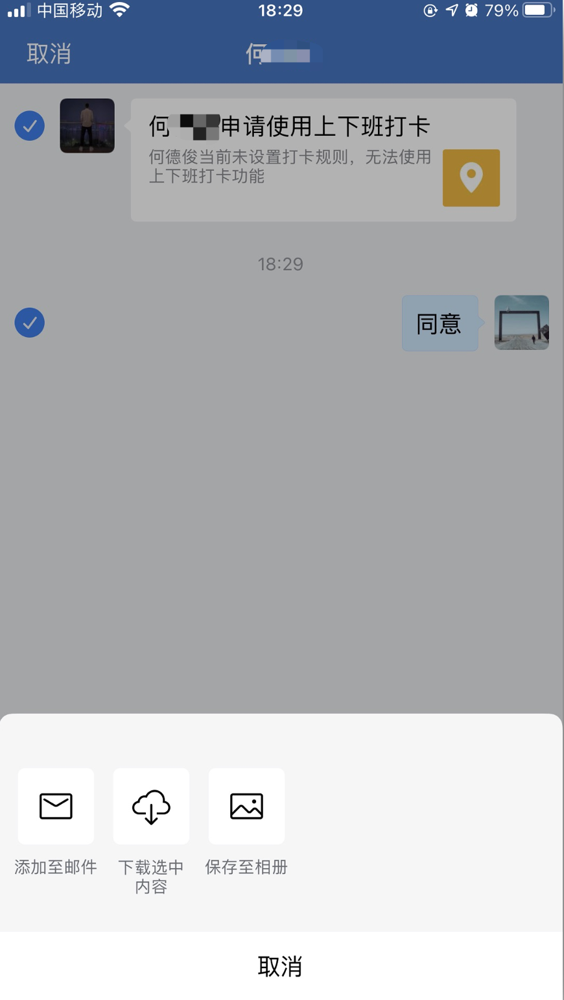 中国移动 18:29 79%
取消 何
何 申请使用上下班打卡
何德俊当前未设置打卡规则，无法使用
上下班打卡功能
18:29
同意
添加至邮件 下载选中 保存至相册
内容
取消